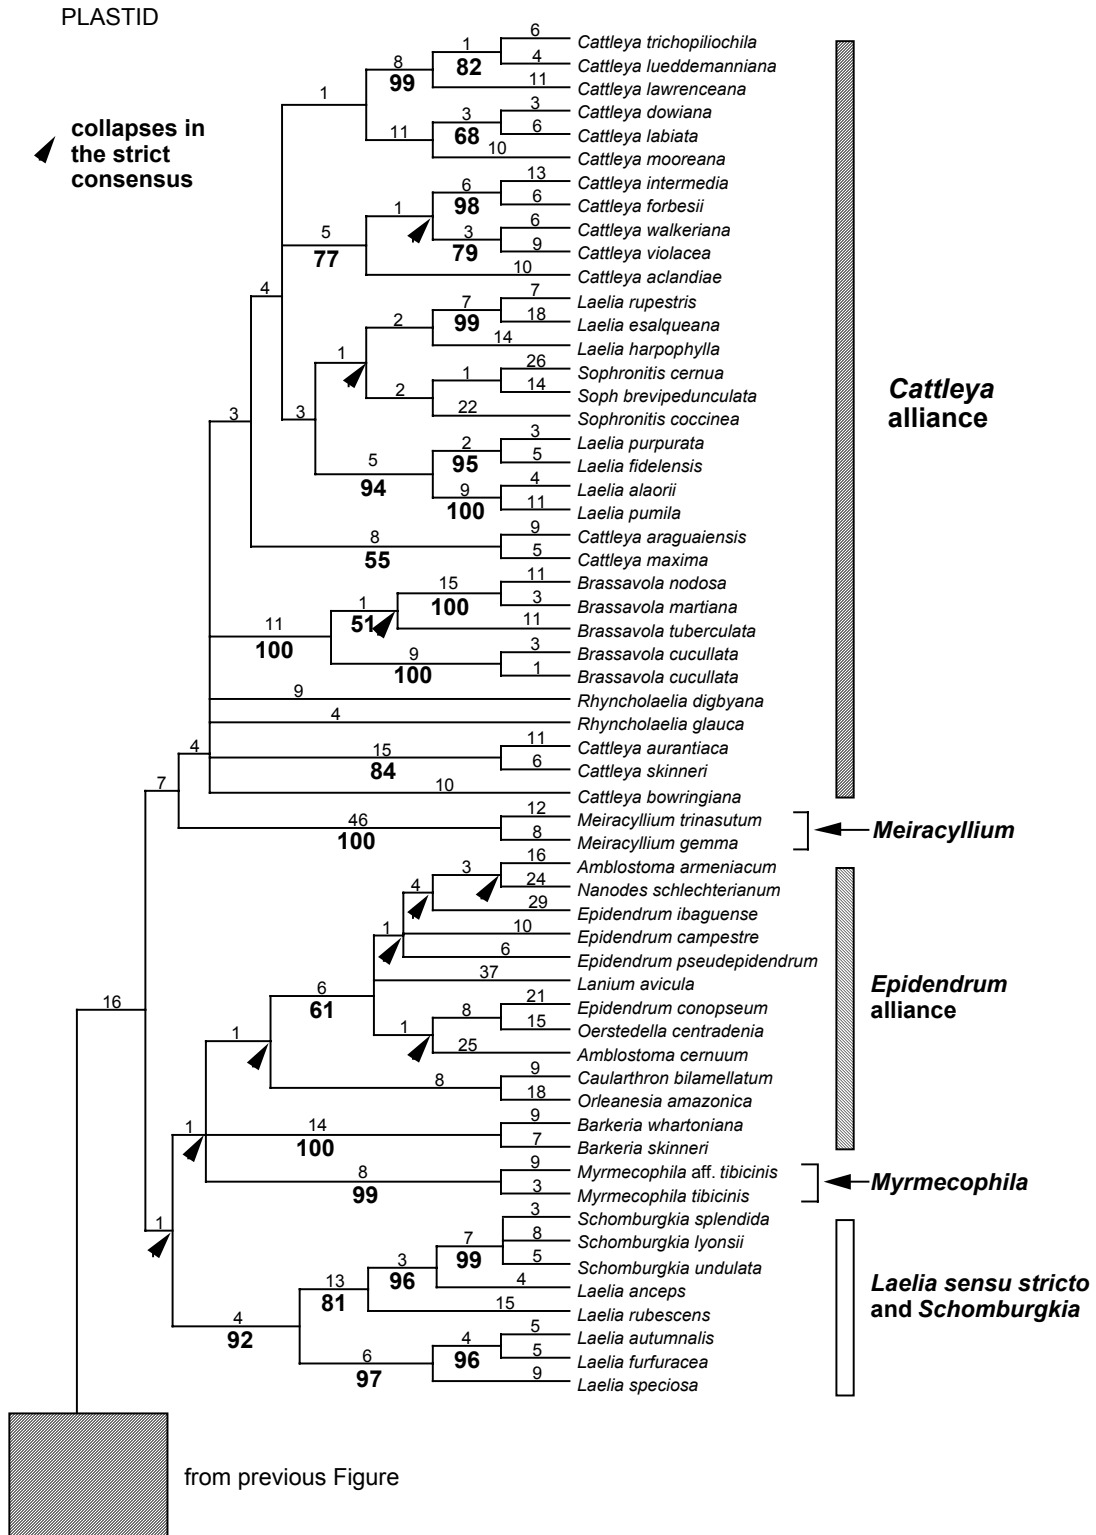 PLASTID
collapses in
the strict
consensus
6
1
Cattleya trichopiliochila
8
82
4
Cattleya lueddemanniana
99
11
Cattleya lawrenceana
1
3
3
Cattleya dowiana
11
68
6
Cattleya labiata
10
Cattleya mooreana
13
6
Cattleya intermedia
1
98
6
Cattleya forbesii
5
3
6
Cattleya walkeriana
77
79
9
Cattleya violacea
10
Cattleya aclandiae
4
7
7
Laelia rupestris
2
99
18
Laelia esalqueana
14
Laelia harpophylla
1
1
26
Sophronitis cernua
2
14
Soph brevipedunculata
22
Sophronitis coccinea
3
3
2
3
Laelia purpurata
5
95
5
Laelia fidelensis
94
9
4
Laelia alaorii
100
11
Laelia pumila
8
9
Cattleya araguaiensis
55
5
Cattleya maxima
15
11
Brassavola nodosa
1
100
3
Brassavola martiana
11
51
11
Brassavola tuberculata
100
9
3
Brassavola cucullata
100
1
Brassavola cucullata
9
Rhyncholaelia digbyana
4
Rhyncholaelia glauca
4
15
11
Cattleya aurantiaca
84
6
Cattleya skinneri
7
10
Cattleya bowringiana
Cattleya
alliance
46
12
Meiracyllium trinasutum
100
8
Meiracyllium gemma
Meiracyllium
3
16
Amblostoma armeniacum
4
24
Nanodes schlechterianum
29
Epidendrum ibaguense
1
10
Epidendrum campestre
6
Epidendrum pseudepidendrum
6
37
Lanium avicula
61
8
21
Epidendrum conopseum
16
1
15
Oerstedella centradenia
1
25
Amblostoma cernuum
8
9
Caularthron bilamellatum
18
Orleanesia amazonica
1
14
9
Barkeria whartoniana
100
7
Barkeria skinneri
Epidendrum
alliance
8
9
Myrmecophila aff. tibicinis
99
3
Myrmecophila tibicinis
Myrmecophila
1
3
Schomburgkia splendida
7
8
Schomburgkia lyonsii
3
99
5
Schomburgkia undulata
13
96
4
Laelia anceps
81
15
Laelia rubescens
4
4
5
Laelia autumnalis
92
6
96
5
Laelia furfuracea
97
9
Laelia speciosa
Laelia sensu stricto
and Schomburgkia
from previous Figure